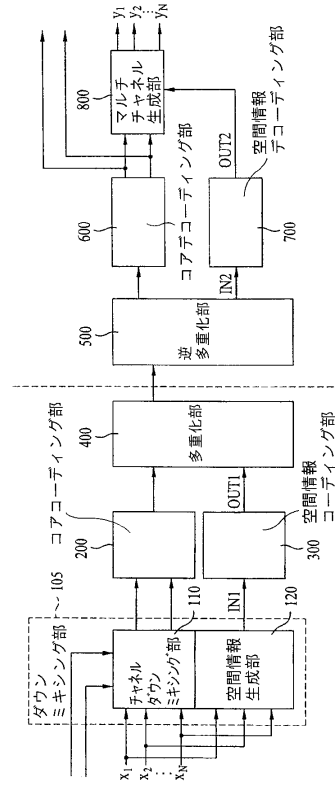 ダウン
ミキシング部
105
x1
x2
⋮
xN
チャネル
ダウン
ミキシング部
110
空間情報
生成部
120
コアコーディング部
200
IN1
300
空間情報
コーディング部
OUT1
400
多重化部
500
逆
多重化部
600
コアデコーディング部
IN2
700
空間情報
デコーディング部
OUT2
800
マルチ
チャネル
生成部
y1
y2
⋮
yN